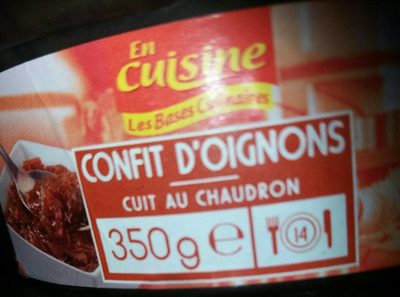 En
cuisine
Les Bases Culinaires
CONFIT D'OIGNONS
CUIT AU CHAUDRON
350g e 14